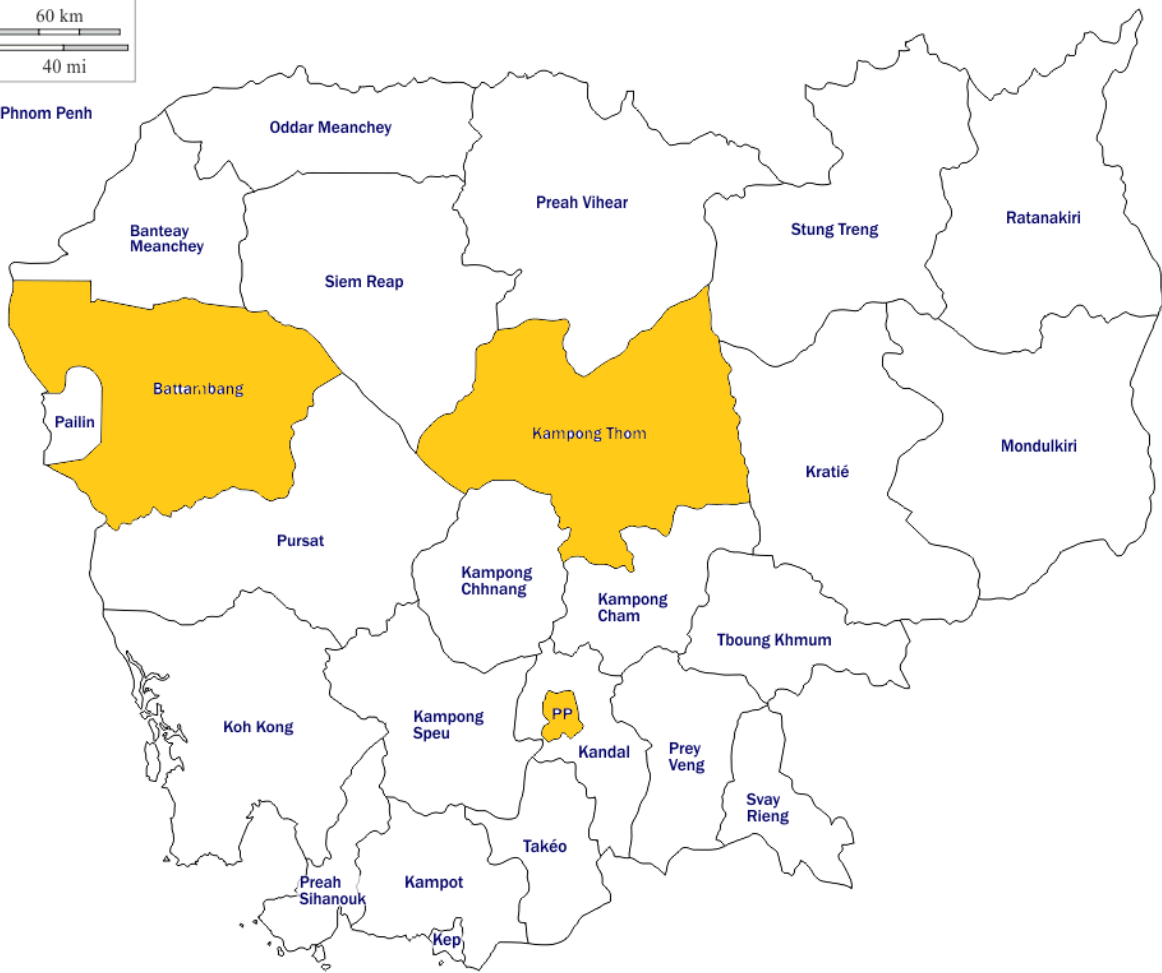 60 km
40 mi
Phnom Penh
Oddar Meanchey
Preah Vihear
Stung Treng
Ratanakiri
Banteay
Meanchey
Siem Reap
Battambang
Pailin
Kampong Thom
Kratié
Mondulkiri
Pursat
Kampong
Chhnang
Kampong
Cham
Tboung Khmum
Koh Kong
Kampong
Speu
PP
Kandal
Prey
Veng
Svay
Rieng
Takéo
Preah
Sihanouk
Kampot
Kep